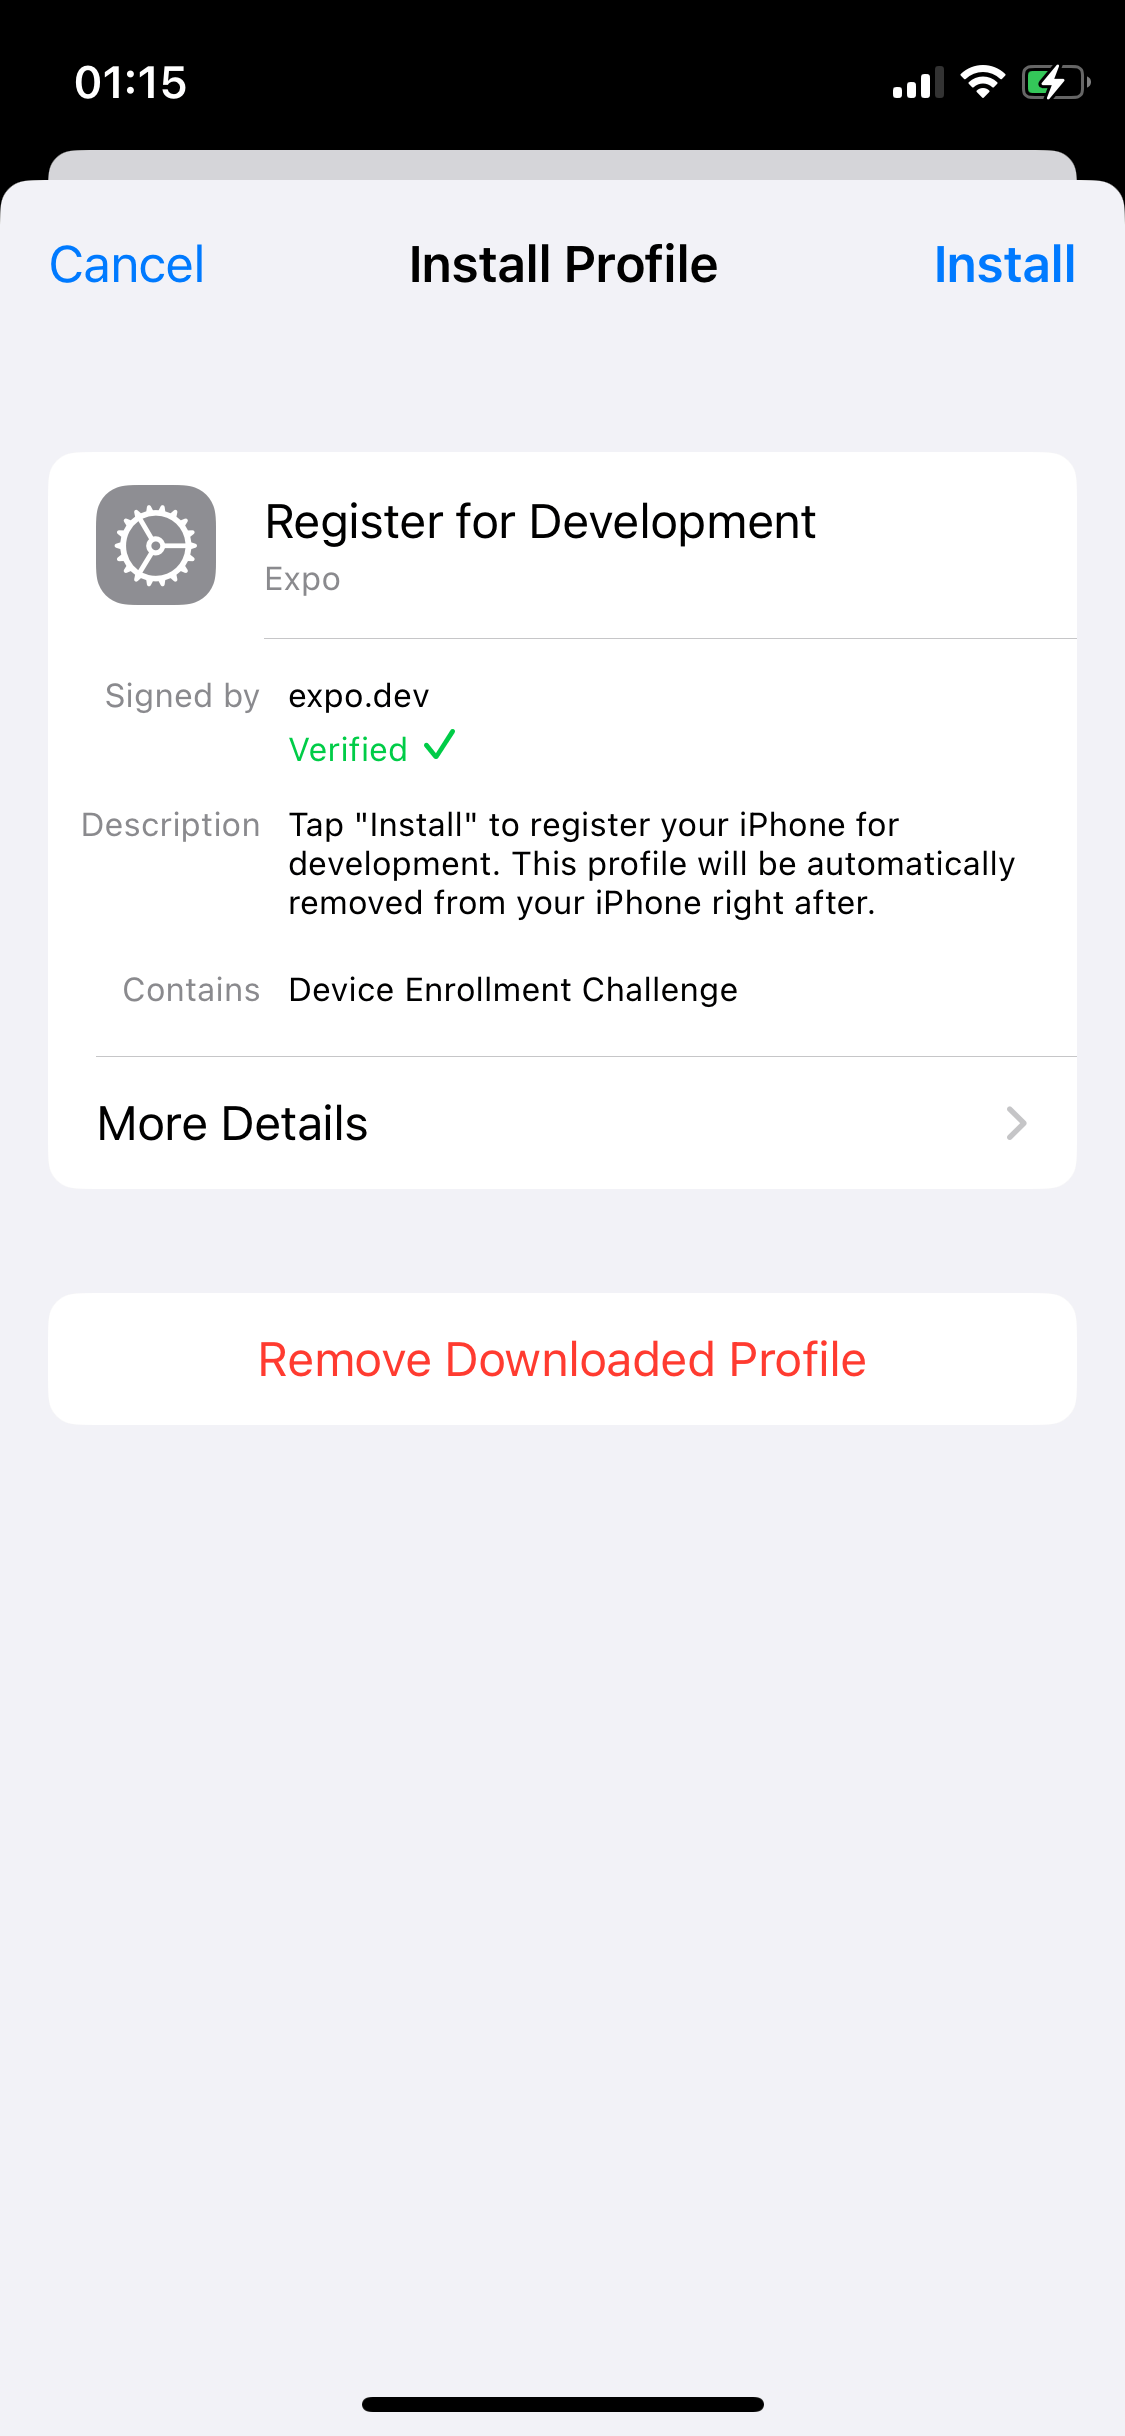 01:15
Cancel
Install Profile
Install
Register for Development
Expo
Signed by
expo.dev
Verified
Description
Tap "Install" to register your iPhone for
development. This profile will be automatically
removed from your iPhone right after.
Contains
Device Enrollment Challenge
More Details
Remove Downloaded Profile